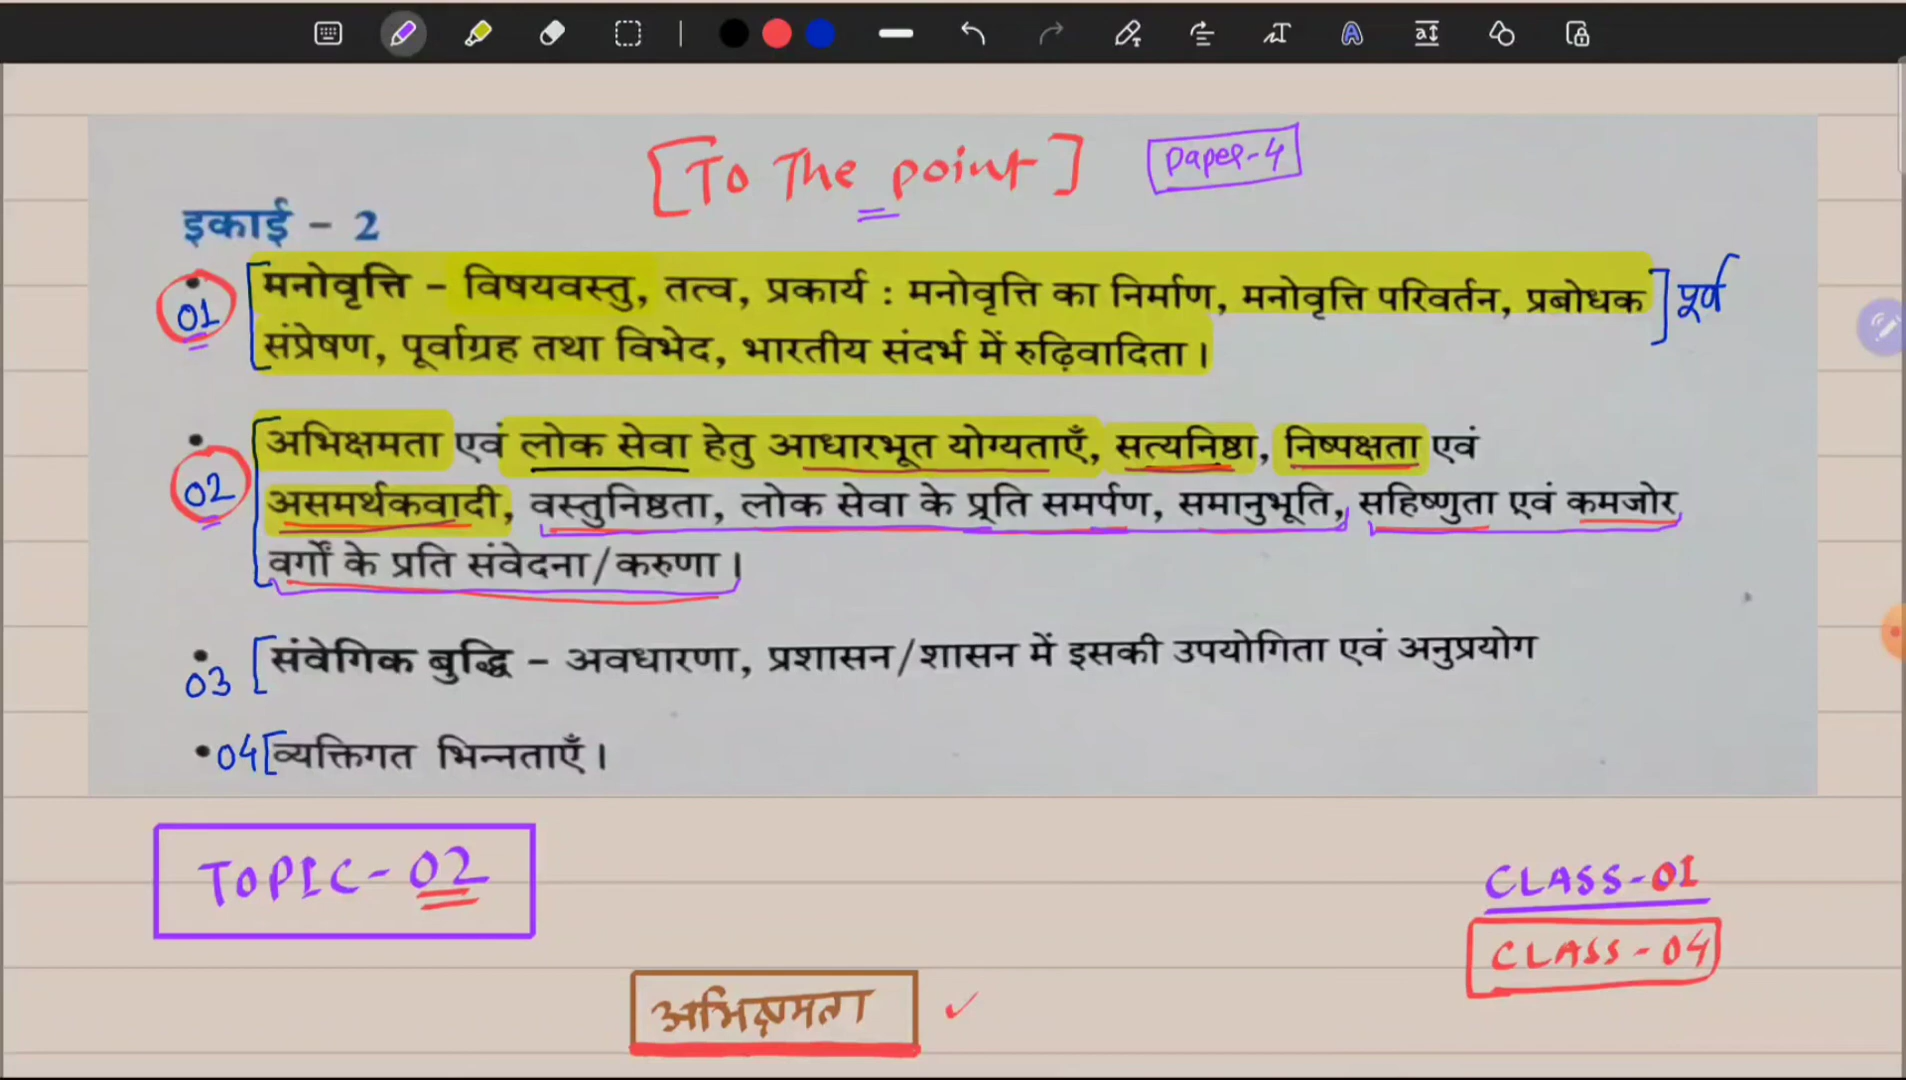 [To The point]
Paper-4
इकाई - 2
01
मनोवृत्ति - विषयवस्तु, तत्व, प्रकार्य : मनोवृत्ति का निर्माण, मनोवृत्ति परिवर्तन, प्रबोधक
पूर्ण
संप्रेषण, पूर्वाग्रह तथा विभेद, भारतीय संदर्भ में रुढ़िवादिता।
02
अभिक्षमता एवं लोक सेवा हेतु आधारभूत योग्यताएँ, सत्यनिष्ठा, निष्पक्षता एवं
असमर्थकवादी, वस्तुनिष्ठता, लोक सेवा के प्रति समर्पण, समानुभूति, सहिष्णुता एवं कमजोर
वर्गों के प्रति संवेदना/करुणा।
03
संवेगिक बुद्धि - अवधारणा, प्रशासन/शासन में इसकी उपयोगिता एवं अनुप्रयोग
04 व्यक्तिगत भिन्नताएँ।
TOPIC-02
CLASS-01
CLASS-04
अभिक्षमता